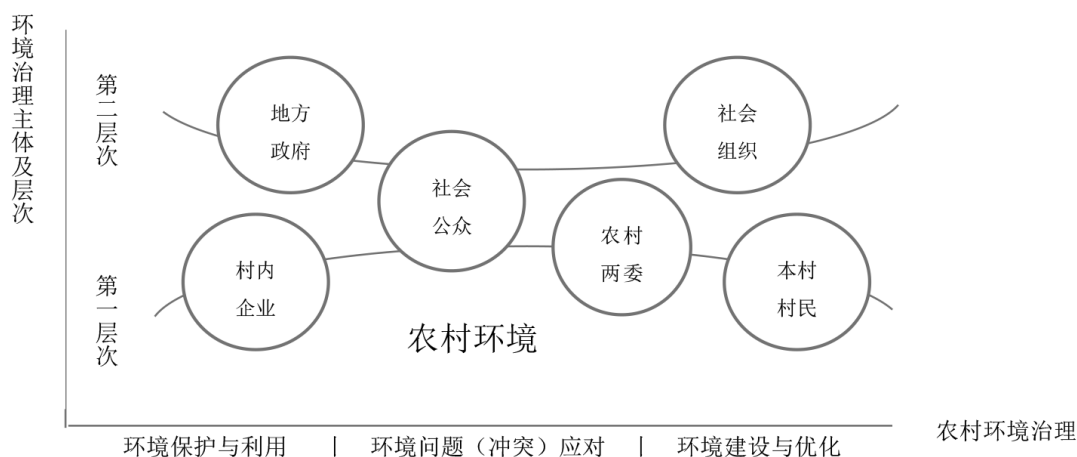 环境治理主体及层次
第二层次
地方
政府
社会
组织
社会
公众
农村
两委
村内
企业
本村
村民
第一层次
农村环境
环境保护与利用 | 环境问题（冲突）应对 | 环境建设与优化
农村环境治理